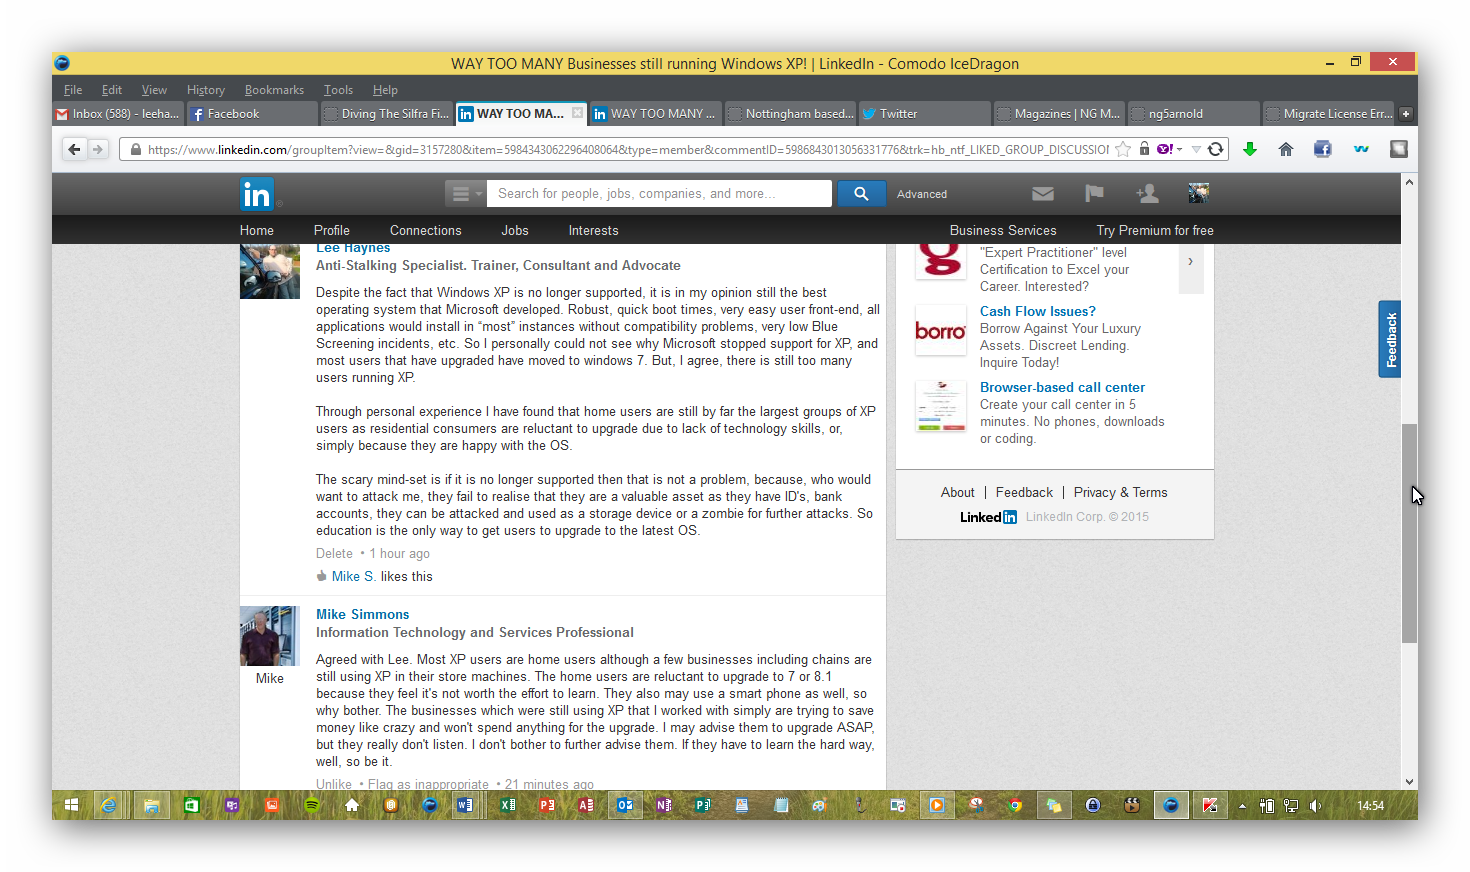 WAY TOO MANY Businesses still running Windows XP! | LinkedIn - Comodo IceDragon
File Edit View History Bookmarks Tools Help
Inbox (588) - leeha... Facebook Diving The Silfra Fi... WAY TOO MA... WAY TOO MANY ... Nottingham based... Twitter Magazines | NG M... ng5arnold Migrate License Err...
https://www.linkedin.com/groupItem?view=&gid=3157280&item=5984343062296408064&type=member&commentID=5986843013056331776&trk=hb_ntf_LIKED_GROUP_DISCUSSION
in Search for people, jobs, companies, and more... Advanced
Home Profile Connections Jobs Interests Business Services Try Premium for free
Lee Haynes
Anti-Stalking Specialist. Trainer, Consultant and Advocate
Despite the fact that Windows XP is no longer supported, it is in my opinion still the best
operating system that Microsoft developed. Robust, quick boot times, very easy user front-end, all
applications would install in “most” instances without compatibility problems, very low Blue
Screening incidents, etc. So I personally could not see why Microsoft stopped support for XP, and
most users that have upgraded have moved to windows 7. But, I agree, there is still too many
users running XP.
Through personal experience I have found that home users are still by far the largest groups of XP
users as residential consumers are reluctant to upgrade due to lack of technology skills, or,
simply because they are happy with the OS.
The scary mind-set is if it is no longer supported then that is not a problem, because, who would
want to attack me, they fail to realise that they are a valuable asset as they have ID's, bank
accounts, they can be attacked and used as a storage device or a zombie for further attacks. So
education is the only way to get users to upgrade to the latest OS.
Delete • 1 hour ago
Mike S. likes this
Mike Simmons
Information Technology and Services Professional
Mike
Agreed with Lee. Most XP users are home users although a few businesses including chains are
still using XP in their store machines. The home users are reluctant to upgrade to 7 or 8.1
because they feel it's not worth the effort to learn. They also may use a smart phone as well, so
why bother. The businesses which were still using XP that I worked with simply are trying to save
money like crazy and won't spend anything for the upgrade. I may advise them to upgrade ASAP,
but they really don't listen. I don't bother to further advise them. If they have to learn the hard way,
well, so be it.
Unlike • Flag as inappropriate • 21 minutes ago
"Expert Practitioner" level
Certification to Excel your
Career. Interested?
borro
Cash Flow Issues?
Borrow Against Your Luxury
Assets. Discreet Lending.
Inquire Today!
Browser-based call center
Create your call center in 5
minutes. No phones, downloads
or coding.
About | Feedback | Privacy & Terms
Linked in LinkedIn Corp. © 2015
Feedback
14:54